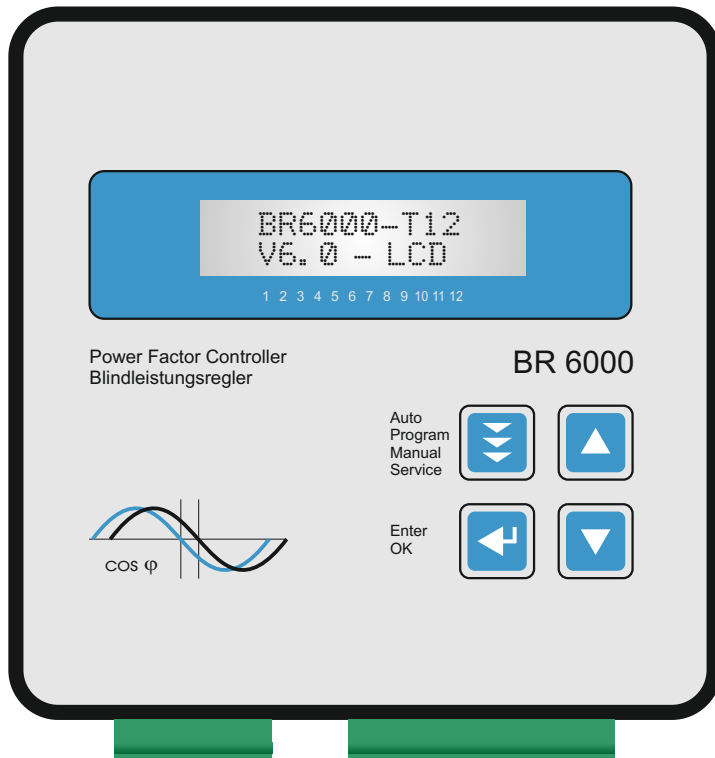 BR6000-T12
V6.0 - LCD
1 2 3 4 5 6 7 8 9 10 11 12
Power Factor Controller
Blindleistungsregler
BR 6000
Auto
Program
Manual
Service
Enter
OK
cos φ